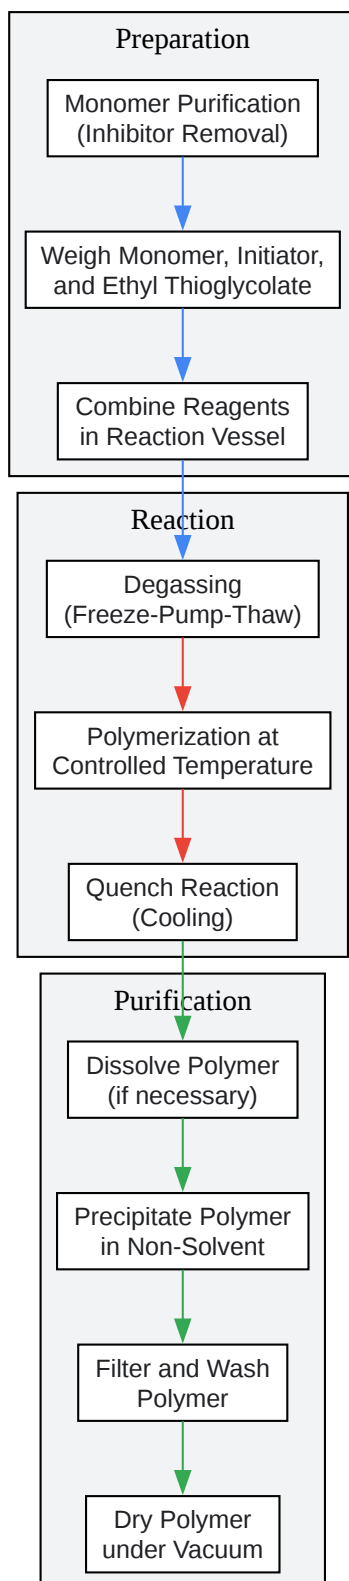 Preparation
Monomer Purification
(Inhibitor Removal)
Weigh Monomer, Initiator,
and Ethyl Thioglycolate
Combine Reagents
in Reaction Vessel
Reaction
Degassing
(Freeze-Pump-Thaw)
Polymerization at
Controlled Temperature
Quench Reaction
(Cooling)
Purification
Dissolve Polymer
(if necessary)
Precipitate Polymer
in Non-Solvent
Filter and Wash
Polymer
Dry Polymer
under Vacuum